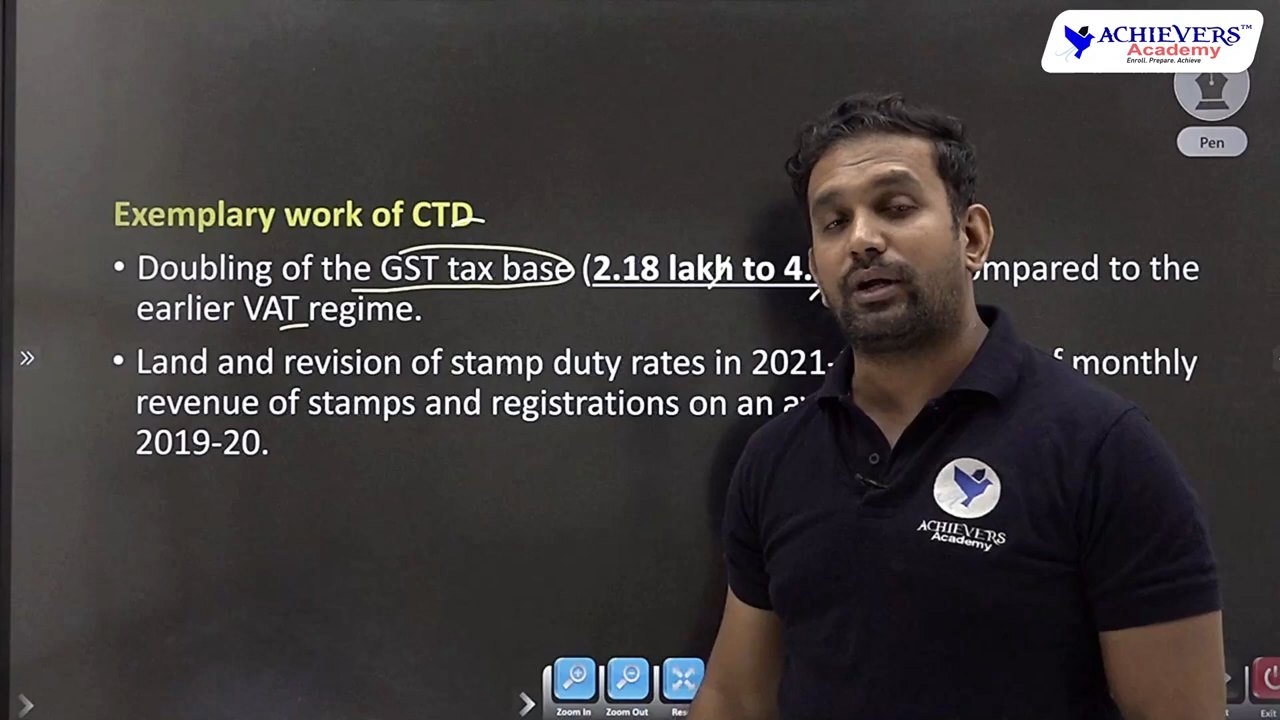 ACHIEVERS™
Academy
Enroll. Prepare. Achieve
Pen
Exemplary work of CTD
• Doubling of the GST tax base (2.18 lakh to 4. compared to the
earlier VAT regime.
• Land and revision of stamp duty rates in 2021- monthly
revenue of stamps and registrations on an
2019-20.
ACHIEVERS
Academy
Zoom In Zoom Out Exit